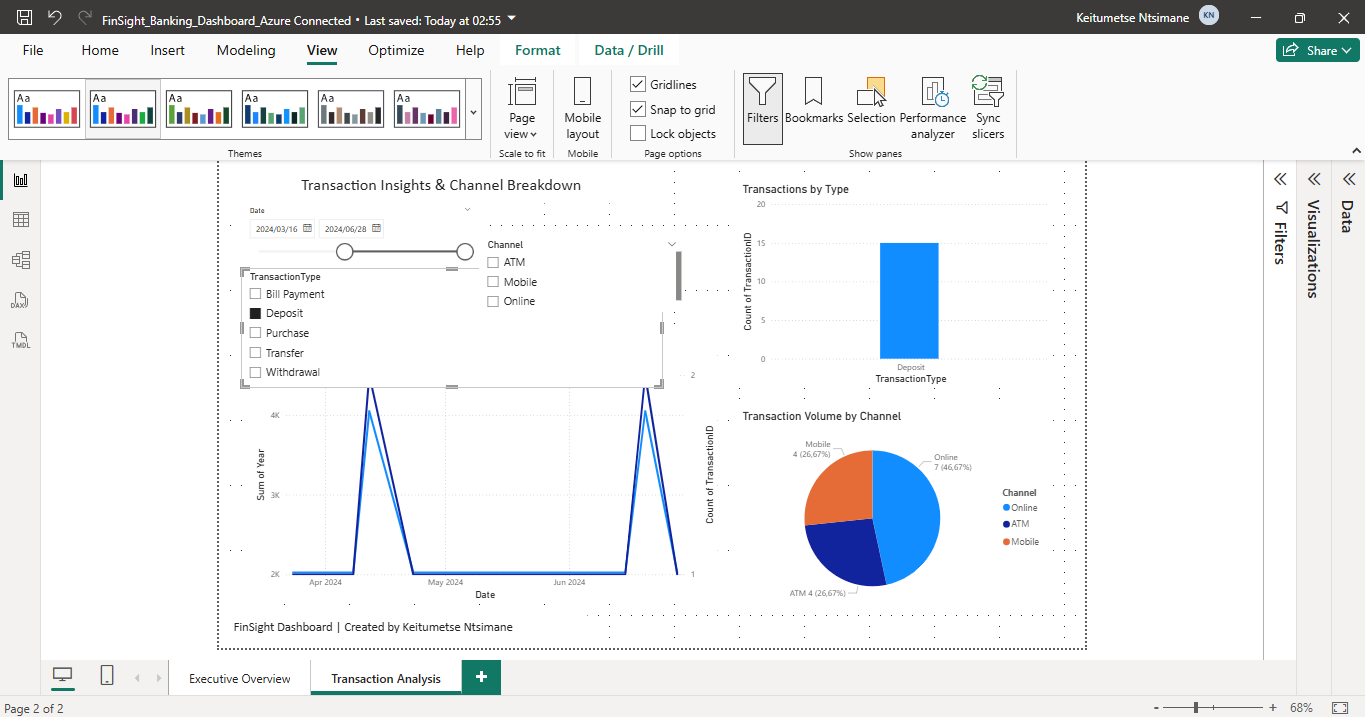 FinSight_Banking_Dashboard_Azure Connected • Last saved: Today at 02:55
Keitumetse Ntsimane
KN
File Home Insert Modeling View Optimize Help Format Data / Drill
Share
Aa Aa Aa Aa Aa Aa
Page view
Mobile layout
Gridlines
Snap to grid
Lock objects
Filters
Bookmarks
Selection
Performance analyzer
Sync slicers
Themes
Scale to fit
Mobile
Page options
Show panes
DAX
TMDL
Transaction Insights & Channel Breakdown
Date
2024/03/16
2024/06/28
Channel
ATM
Mobile
Online
TransactionType
Bill Payment
Deposit
Purchase
Transfer
Withdrawal
Sum of Year
4K
3K
2K
2
1
Count of TransactionID
Apr 2024
May 2024
Jun 2024
Date
Transactions by Type
Count of TransactionID
20
15
10
5
0
Deposit
TransactionType
Transaction Volume by Channel
Mobile
4 (26,67%)
Online
7 (46,67%)
ATM 4 (26,67%)
Channel
Online
ATM
Mobile
FinSight Dashboard | Created by Keitumetse Ntsimane
Filters
Visualizations
Data
Executive Overview
Transaction Analysis
+
Page 2 of 2
- + 68%